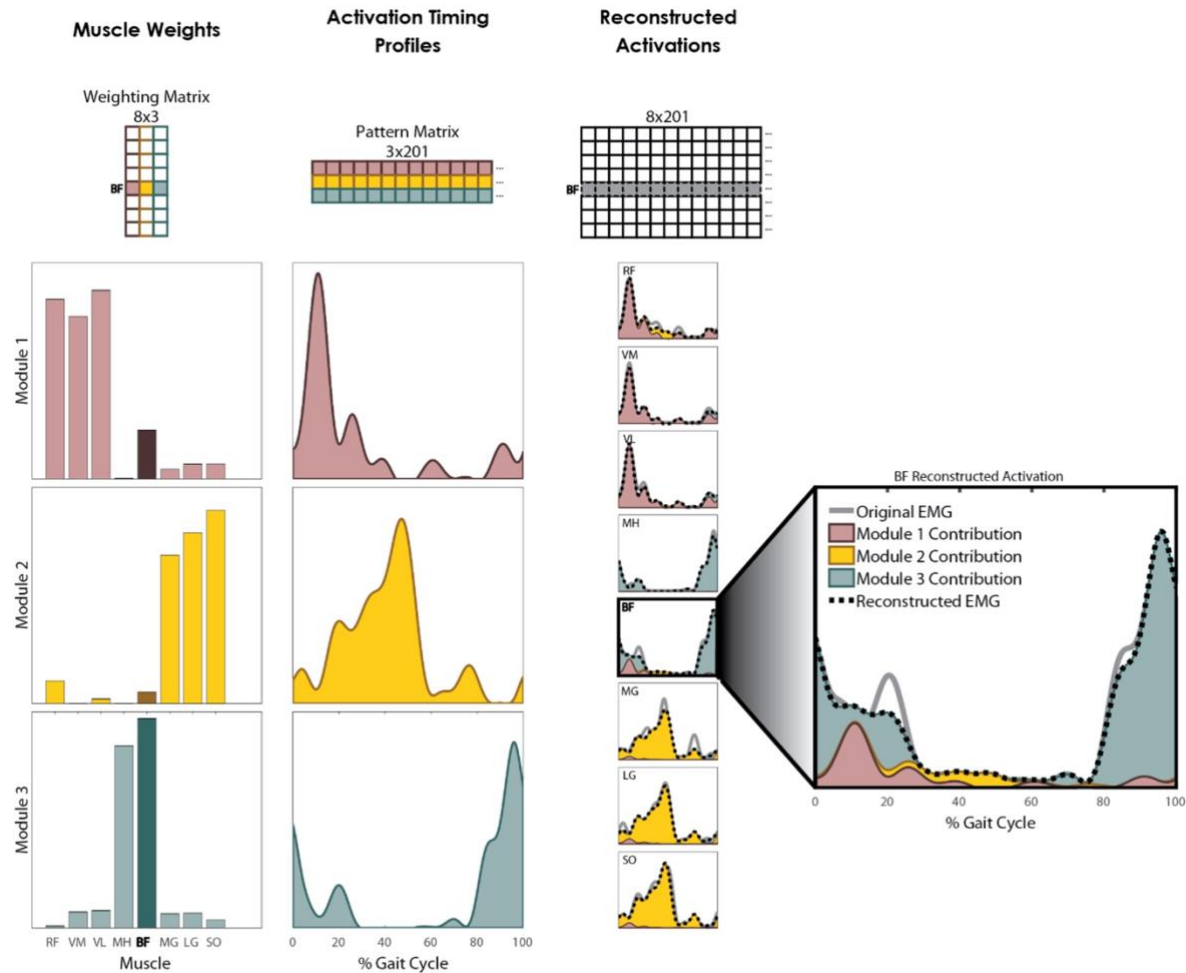 Muscle Weights
Activation Timing
Profiles
Reconstructed
Activations
Weighting Matrix
8x3
BF
Pattern Matrix
3x201
...
...
...
8x201
BF
...
...
...
...
...
...
...
...
Module 1
Module 2
Module 3
RF VM VL MH BF MG LG SO
Muscle
0 20 40 60 80 100
% Gait Cycle
RF
VM
VL
MH
BF
MG
LG
SO
0 20 40 60 80 100
% Gait Cycle
BF Reconstructed Activation
Original EMG
Module 1 Contribution
Module 2 Contribution
Module 3 Contribution
Reconstructed EMG